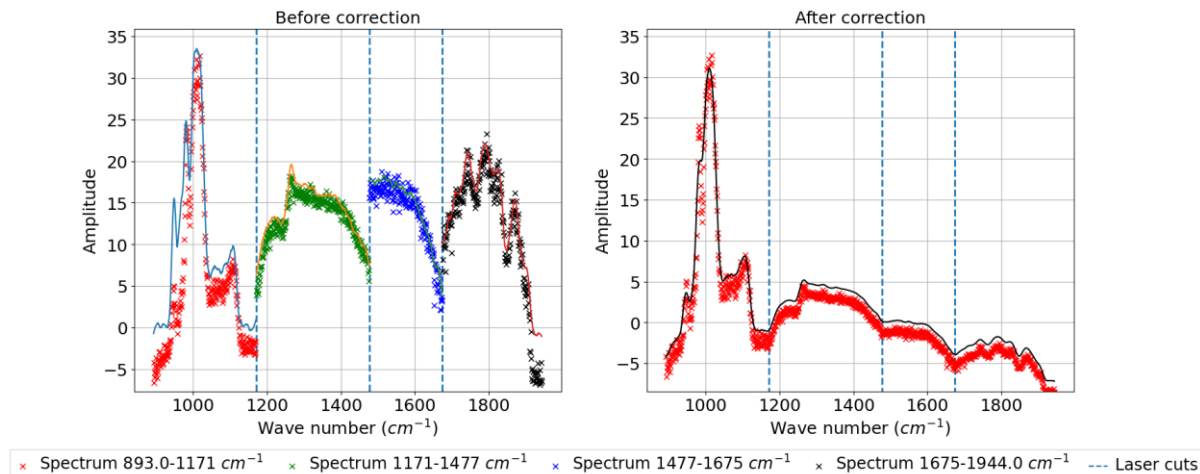 Before correction
After correction
35
30
25
20
15
10
5
0
−5
Amplitude
1000 1200 1400 1600 1800
Wave number (cm⁻¹)
35
30
25
20
15
10
5
0
−5
Amplitude
1000 1200 1400 1600 1800
Wave number (cm⁻¹)
Spectrum 893.0-1171 cm⁻¹ Spectrum 1171-1477 cm⁻¹ Spectrum 1477-1675 cm⁻¹ Spectrum 1675-1944.0 cm⁻¹ Laser cuts